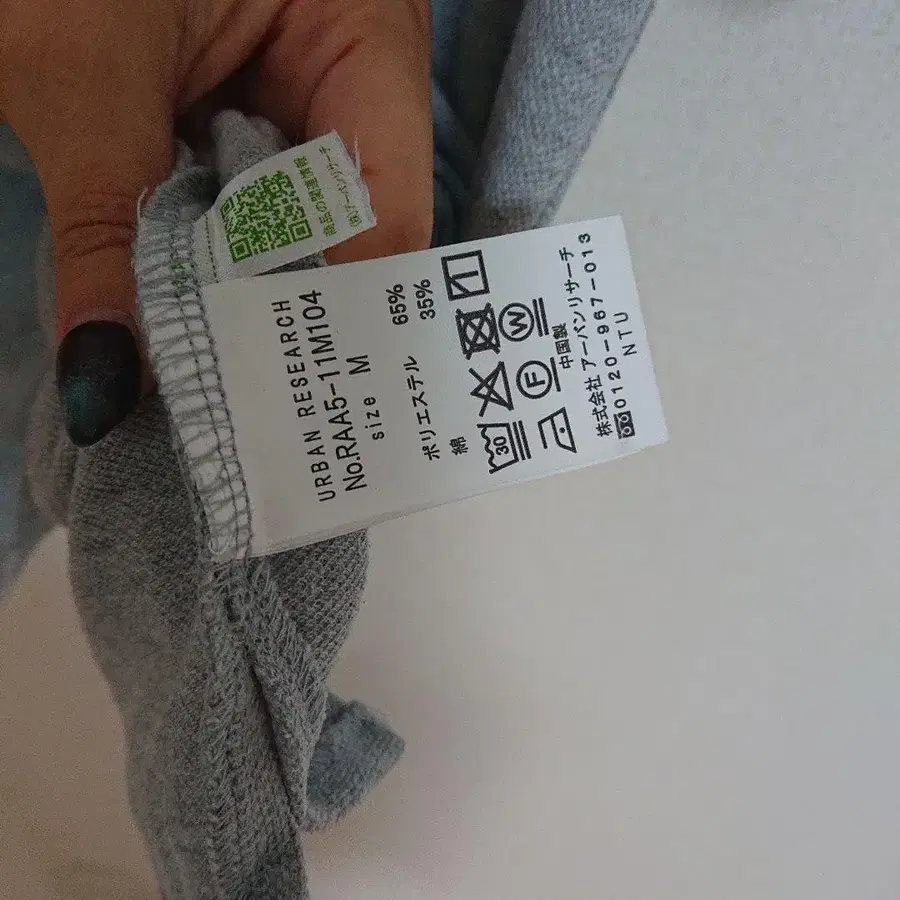 商品の関連情報
(株)アーバンリサーチ
URBAN RESEARCH
No.RAA5-11M104
size M
ポリエステル 65%
綿 35%
30
F W
中国製
株式会社 アーバンリサーチ
0120-967-013
NTU